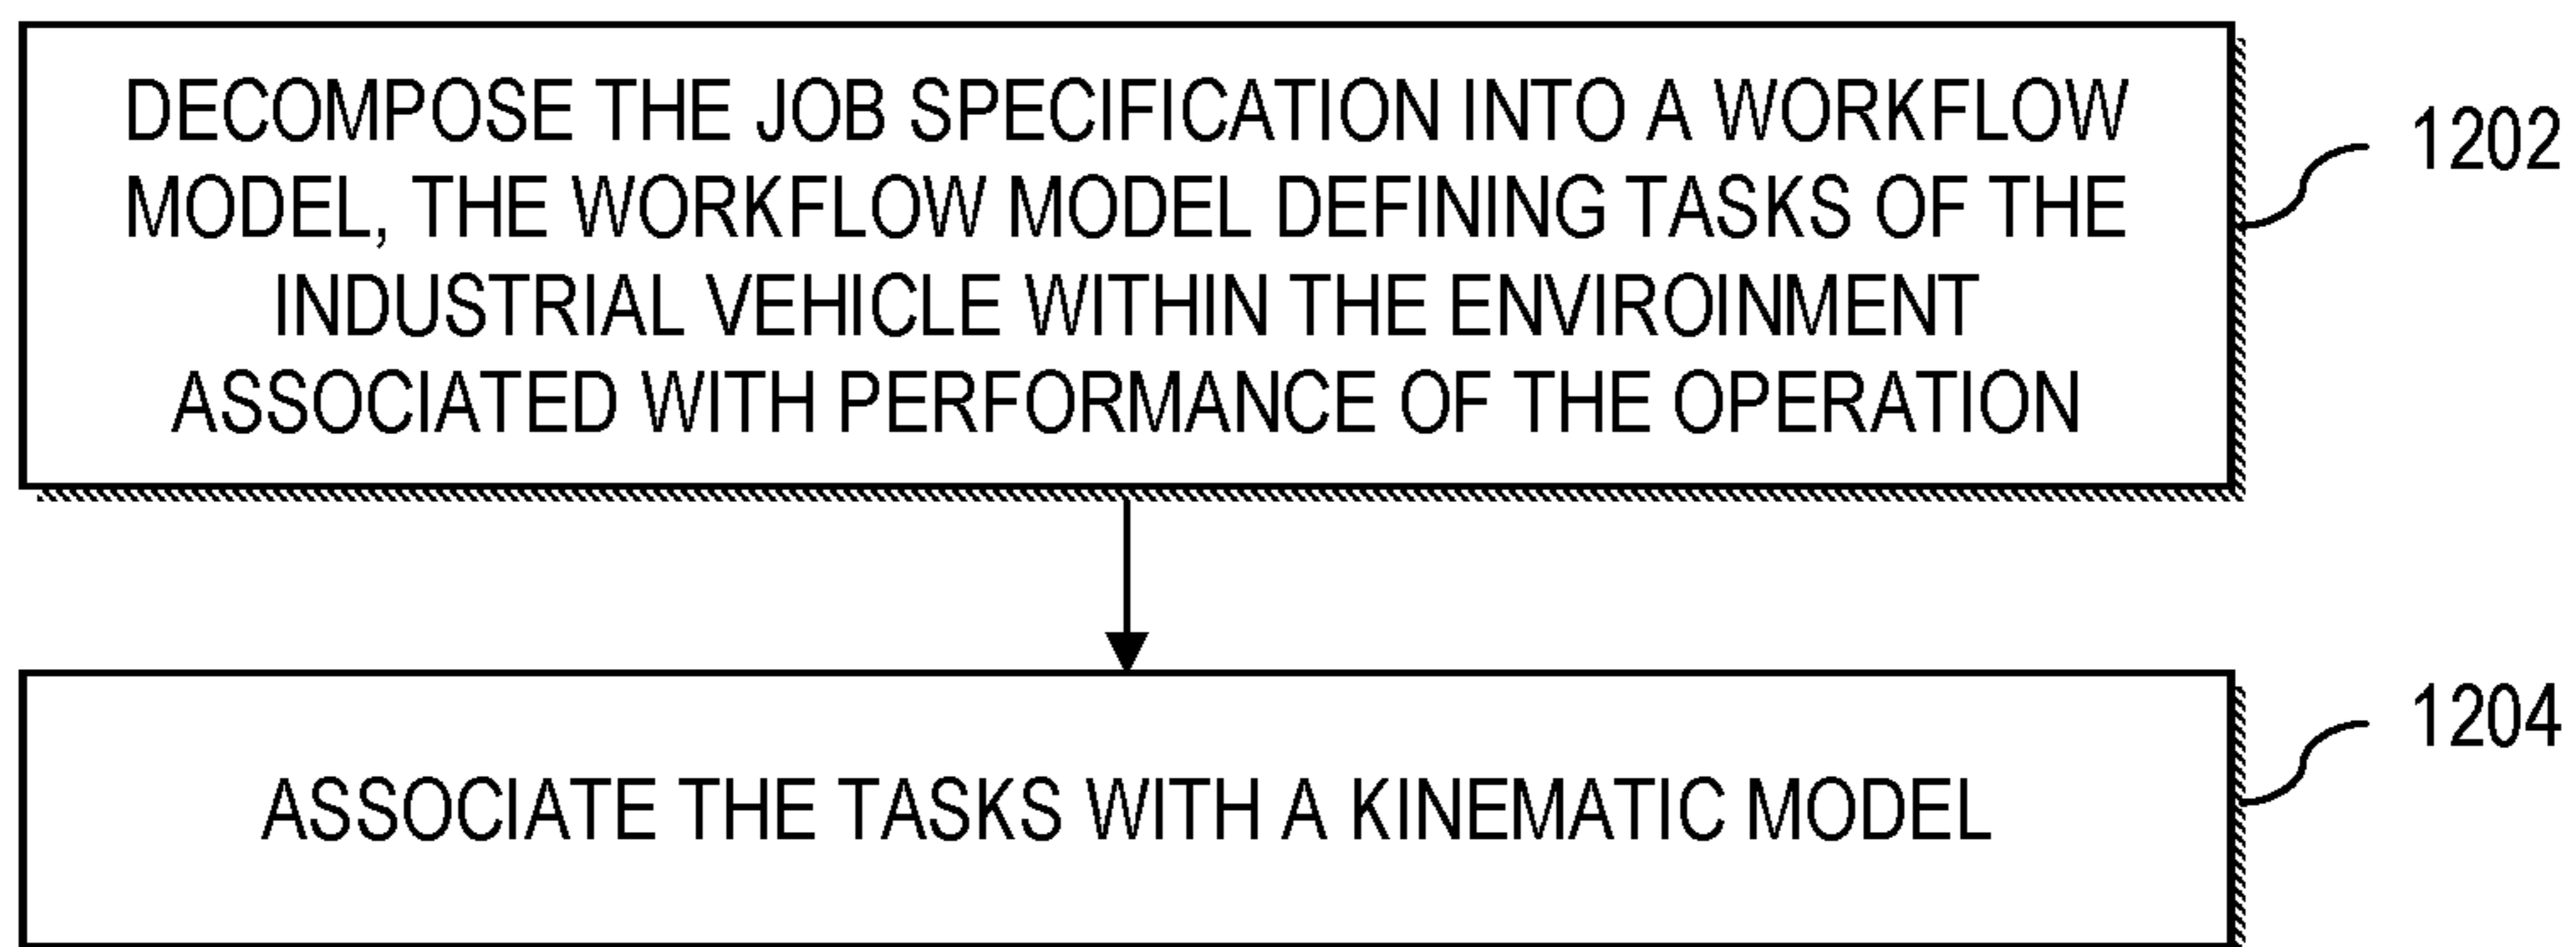 DECOMPOSE THE JOB SPECIFICATION INTO A WORKFLOW
MODEL, THE WORKFLOW MODEL DEFINING TASKS OF THE
INDUSTRIAL VEHICLE WITHIN THE ENVIROINMENT
ASSOCIATED WITH PERFORMANCE OF THE OPERATION
1202
ASSOCIATE THE TASKS WITH A KINEMATIC MODEL
1204